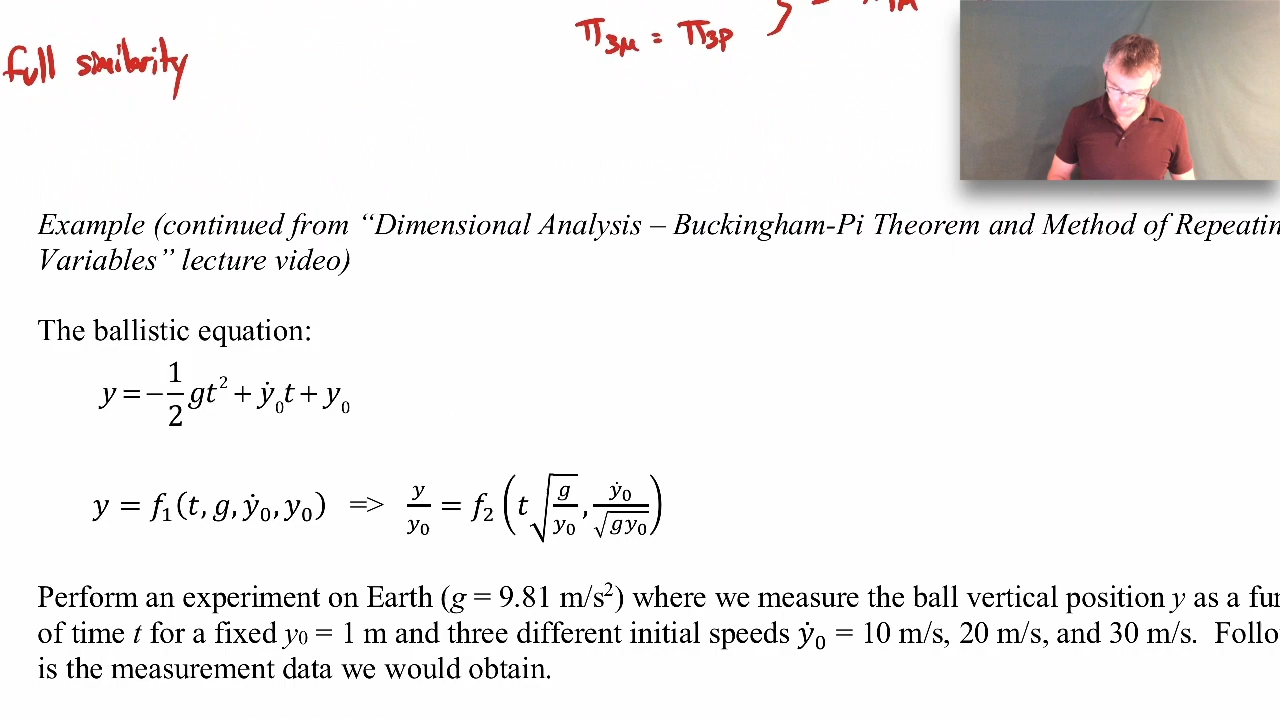 π₃ₘ = π₃ₚ }
full similarity
Example (continued from “Dimensional Analysis – Buckingham-Pi Theorem and Method of Repeatin
Variables” lecture video)
The ballistic equation:
y = −1/2 gt² + ẏ₀t + y₀
y = f₁(t, g, ẏ₀, y₀) => y/y₀ = f₂(t√(g/y₀), ẏ₀/√(gy₀))
Perform an experiment on Earth (g = 9.81 m/s²) where we measure the ball vertical position y as a fun
of time t for a fixed y₀ = 1 m and three different initial speeds ẏ₀ = 10 m/s, 20 m/s, and 30 m/s. Follo
is the measurement data we would obtain.